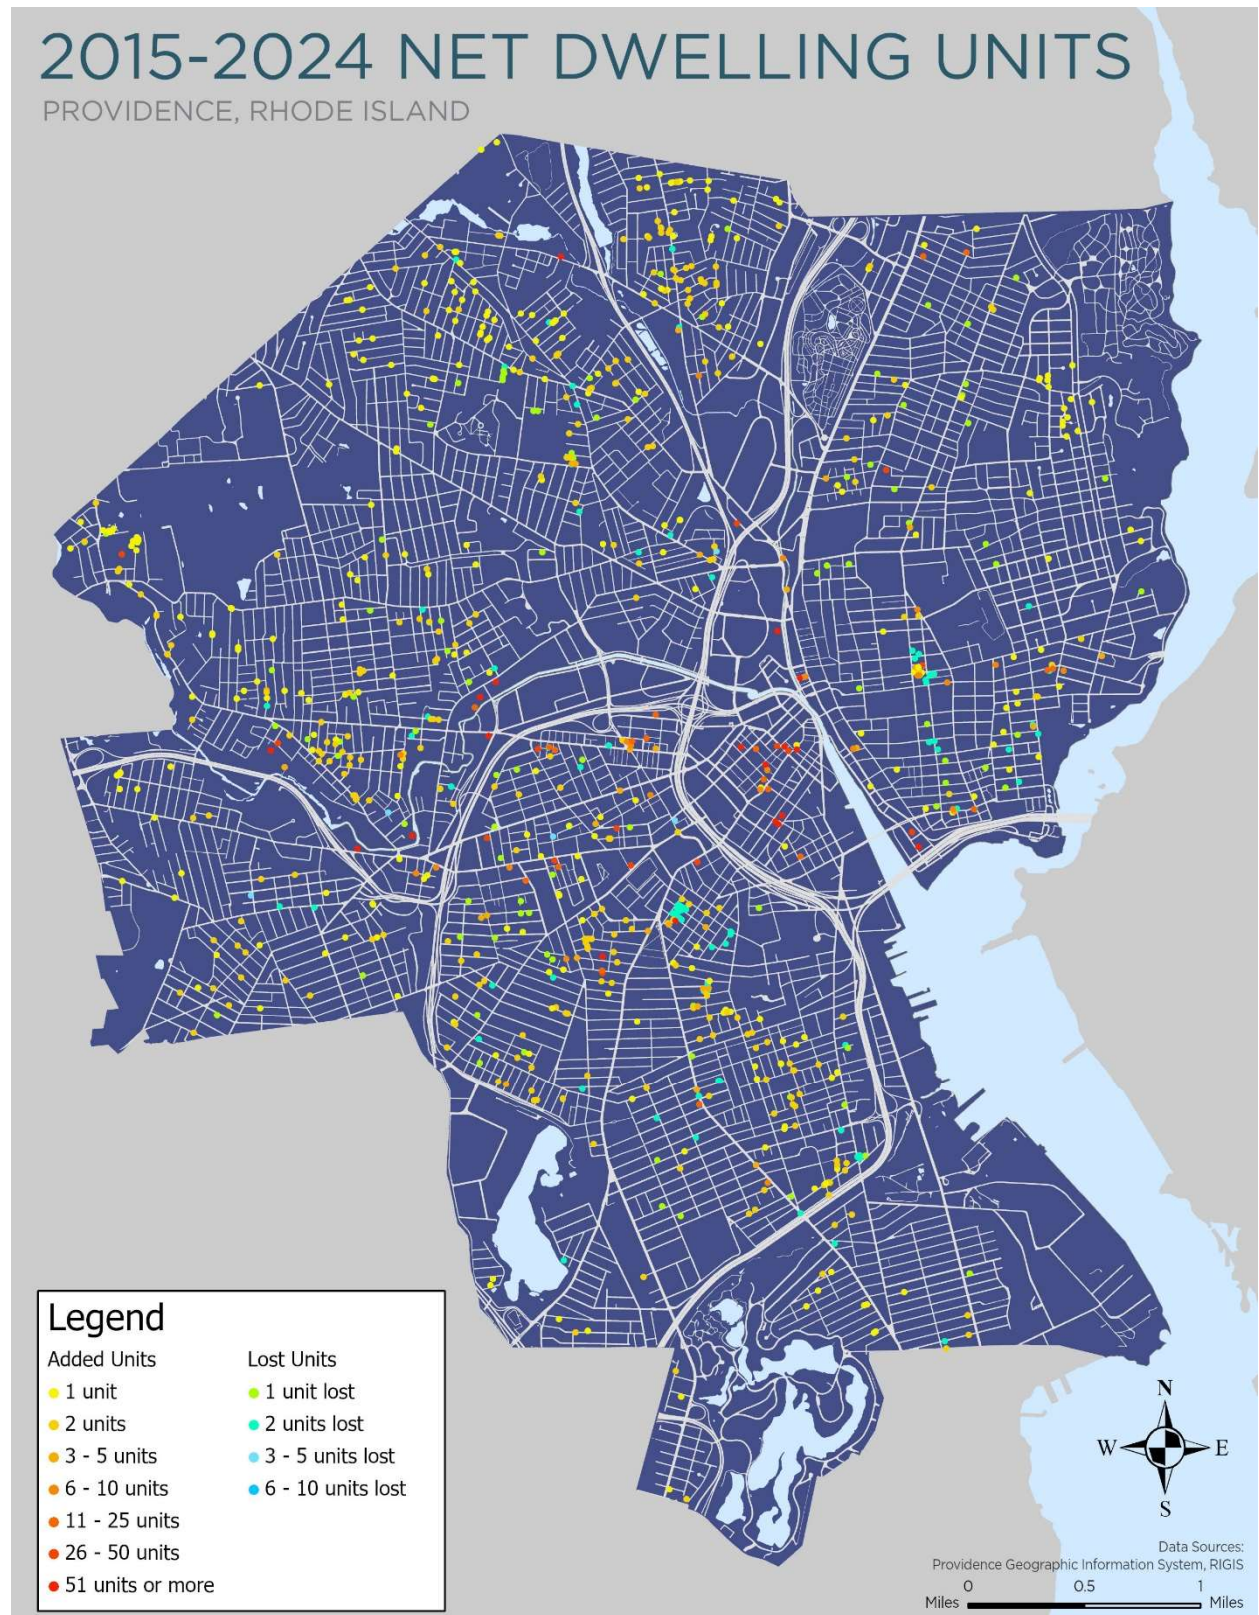 2015-2024 NET DWELLING UNITS
PROVIDENCE, RHODE ISLAND
Legend
Added Units
1 unit
2 units
3 - 5 units
6 - 10 units
11 - 25 units
26 - 50 units
51 units or more
Lost Units
1 unit lost
2 units lost
3 - 5 units lost
6 - 10 units lost
N
W E
S
Data Sources:
Providence Geographic Information System, RIGIS
0 0.5 1
Miles Miles